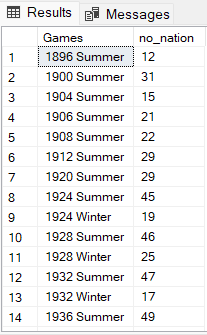 Results Messages
Games no_nation
1 1896 Summer 12
2 1900 Summer 31
3 1904 Summer 15
4 1906 Summer 21
5 1908 Summer 22
6 1912 Summer 29
7 1920 Summer 29
8 1924 Summer 45
9 1924 Winter 19
10 1928 Summer 46
11 1928 Winter 25
12 1932 Summer 47
13 1932 Winter 17
14 1936 Summer 49